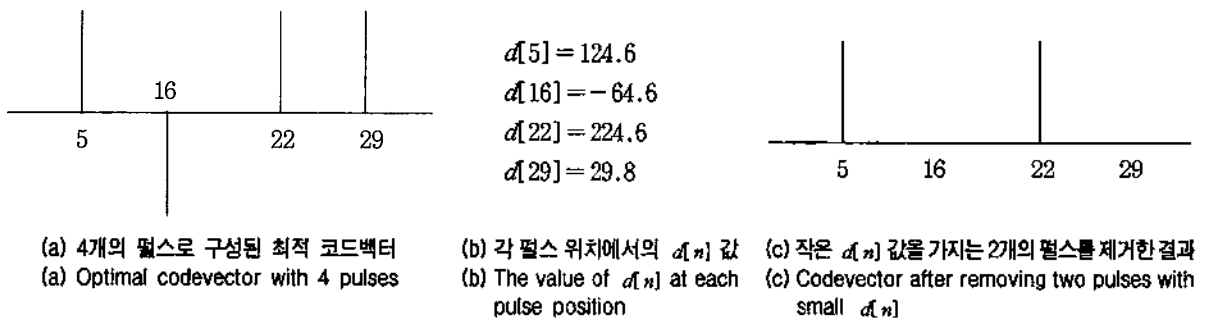 16
5 22 29
(a) 4개의 펄스로 구성된 최적 코드벡터
(a) Optimal codevector with 4 pulses
d[5]=124.6
d[16]=-64.6
d[22]=224.6
d[29]=29.8
(b) 각 펄스 위치에서의 d[n] 값
(b) The value of d[n] at each
pulse position
5 16 22 29
(c) 작은 d[n] 값을 가지는 2개의 펄스를 제거한 결과
(c) Codevector after removing two pulses with
small d[n]